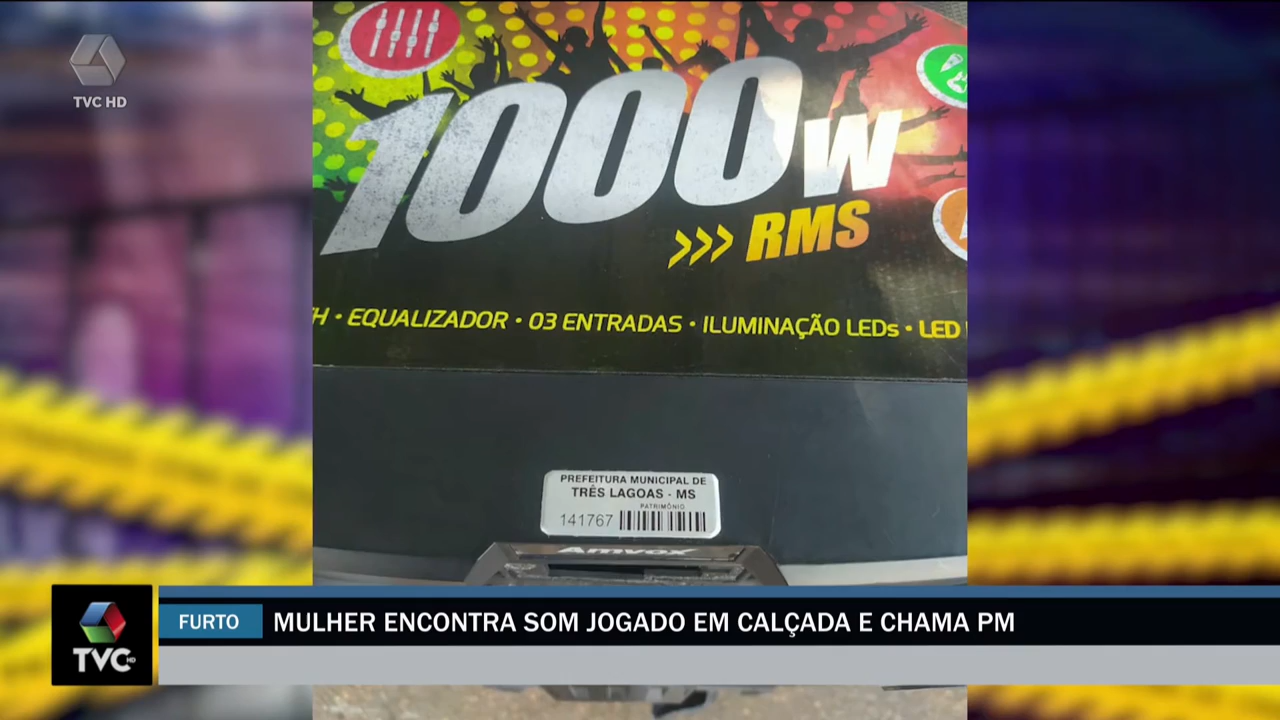 TVC HD
1000W
>>> RMS
H • EQUALIZADOR • 03 ENTRADAS • ILUMINAÇÃO LEDs • LED
PREFEITURA MUNICIPAL DE
TRÊS LAGOAS - MS
PATRIMÔNIO
141767
Amvox
FURTO
MULHER ENCONTRA SOM JOGADO EM CALÇADA E CHAMA PM
TVC HD